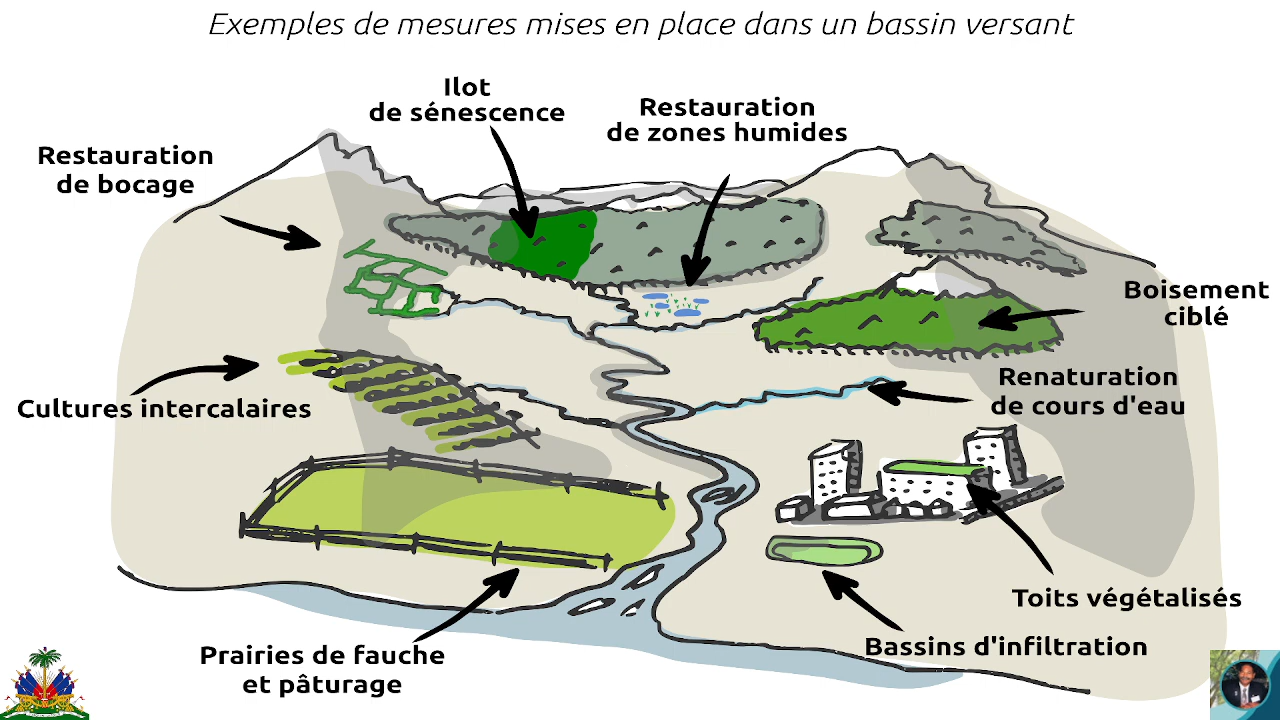 Exemples de mesures mises en place dans un bassin versant
Ilot
de sénescence
Restauration
de zones humides
Restauration
de bocage
Boisement
ciblé
Renaturation
de cours d'eau
Cultures intercalaires
Toits végétalisés
Bassins d'infiltration
Prairies de fauche
et pâturage